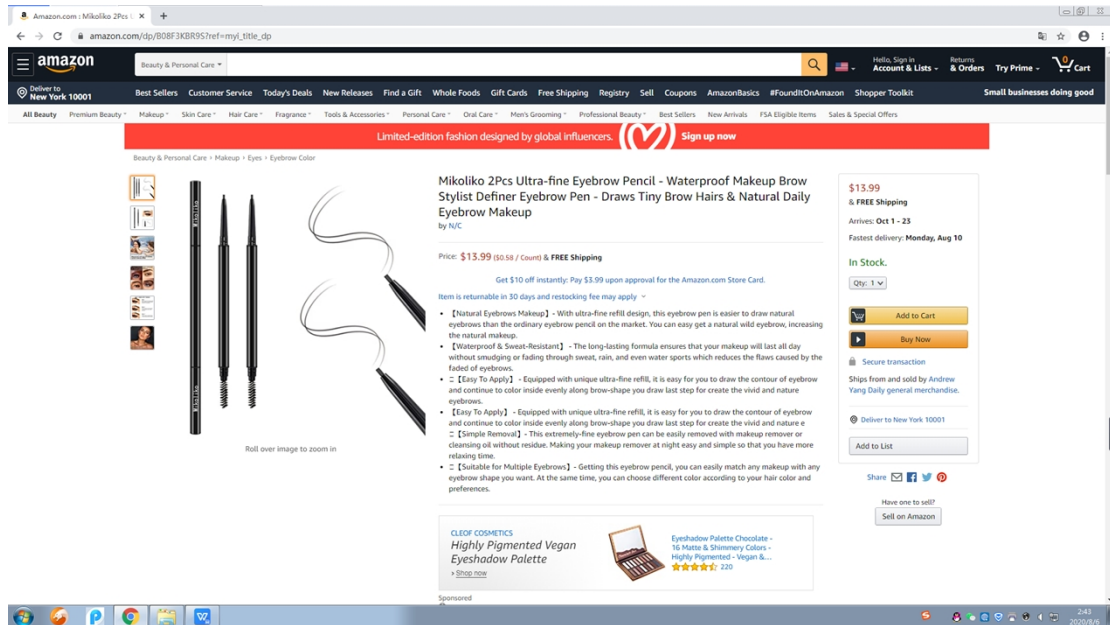 Amazon.com : Mikoliko 2Pcs U
amazon.com/dp/B08F3KBR9S?ref=myl_title_dp
amazon
Beauty & Personal Care
Hello, Sign in
Account & Lists
Returns
& Orders
Try Prime
0
Cart
Deliver to
New York 10001
Best Sellers Customer Service Today's Deals New Releases Find a Gift Whole Foods Gift Cards Free Shipping Registry Sell Coupons AmazonBasics #FoundItOnAmazon Shopper Toolkit
Small businesses doing good
All Beauty Premium Beauty Makeup Skin Care Hair Care Fragrance Tools & Accessories Personal Care Oral Care Men's Grooming Professional Beauty Best Sellers New Arrivals FSA Eligible Items Sales & Special Offers
Limited-edition fashion designed by global influencers. Sign up now
Beauty & Personal Care › Makeup › Eyes › Eyebrow Color
Mikoliko
Mikoliko
Roll over image to zoom in
Mikoliko 2Pcs Ultra-fine Eyebrow Pencil - Waterproof Makeup Brow
Stylist Definer Eyebrow Pen - Draws Tiny Brow Hairs & Natural Daily
Eyebrow Makeup
by N/C
Price: $13.99 ($0.58 / Count) & FREE Shipping
Get $10 off instantly: Pay $3.99 upon approval for the Amazon.com Store Card.
Item is returnable in 30 days and restocking fee may apply
• 【Natural Eyebrows Makeup】- With ultra-fine refill design, this eyebrow pen is easier to draw natural
eyebrows than the ordinary eyebrow pencil on the market. You can easy get a natural wild eyebrow, increasing
the natural makeup.
• 【Waterproof & Sweat-Resistant】- The long-lasting formula ensures that your makeup will last all day
without smudging or fading through sweat, rain, and even water sports which reduces the flaws caused by the
faded of eyebrows.
• 【Easy To Apply】- Equipped with unique ultra-fine refill, it is easy for you to draw the contour of eyebrow
and continue to color inside evenly along brow-shape you draw last step for create the vivid and nature
eyebrows.
• 【Easy To Apply】- Equipped with unique ultra-fine refill, it is easy for you to draw the contour of eyebrow
and continue to color inside evenly along brow-shape you draw last step for create the vivid and nature e
【Simple Removal】- This extremely-fine eyebrow pen can be easily removed with makeup remover or
cleansing oil without residue. Making your makeup remover at night easy and simple so that you have more
relaxing time.
• 【Suitable for Multiple Eyebrows】- Getting this eyebrow pencil, you can easily match any makeup with any
eyebrow shape you want. At the same time, you can choose different color according to your hair color and
preferences.
CLEOF COSMETICS
Highly Pigmented Vegan
Eyeshadow Palette
› Shop now
Eyeshadow Palette Chocolate -
16 Matte & Shimmery Colors -
Highly Pigmented - Vegan &...
220
Sponsored
$13.99
& FREE Shipping
Arrives: Oct 1 - 23
Fastest delivery: Monday, Aug 10
In Stock.
Qty: 1
Add to Cart
Buy Now
Secure transaction
Ships from and sold by Andrew
Yang Daily general merchandise.
Deliver to New York 10001
Add to List
Share
Have one to sell?
Sell on Amazon
2:43
2020/8/6